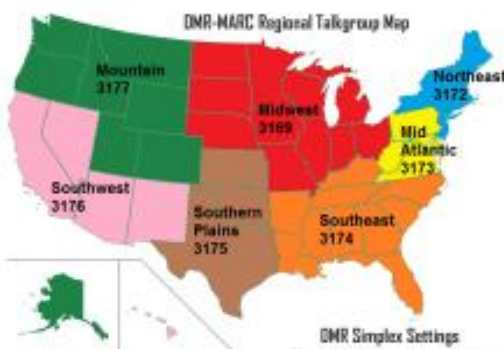 DMR-MARC Regional Talkgroup Map
Mountain
3177
Northeast
3172
Midwest
3169
Mid
Atlantic
3173
Southwest
3176
Southern
Plains
3175
Southeast
3174
DMR Simplex Settings